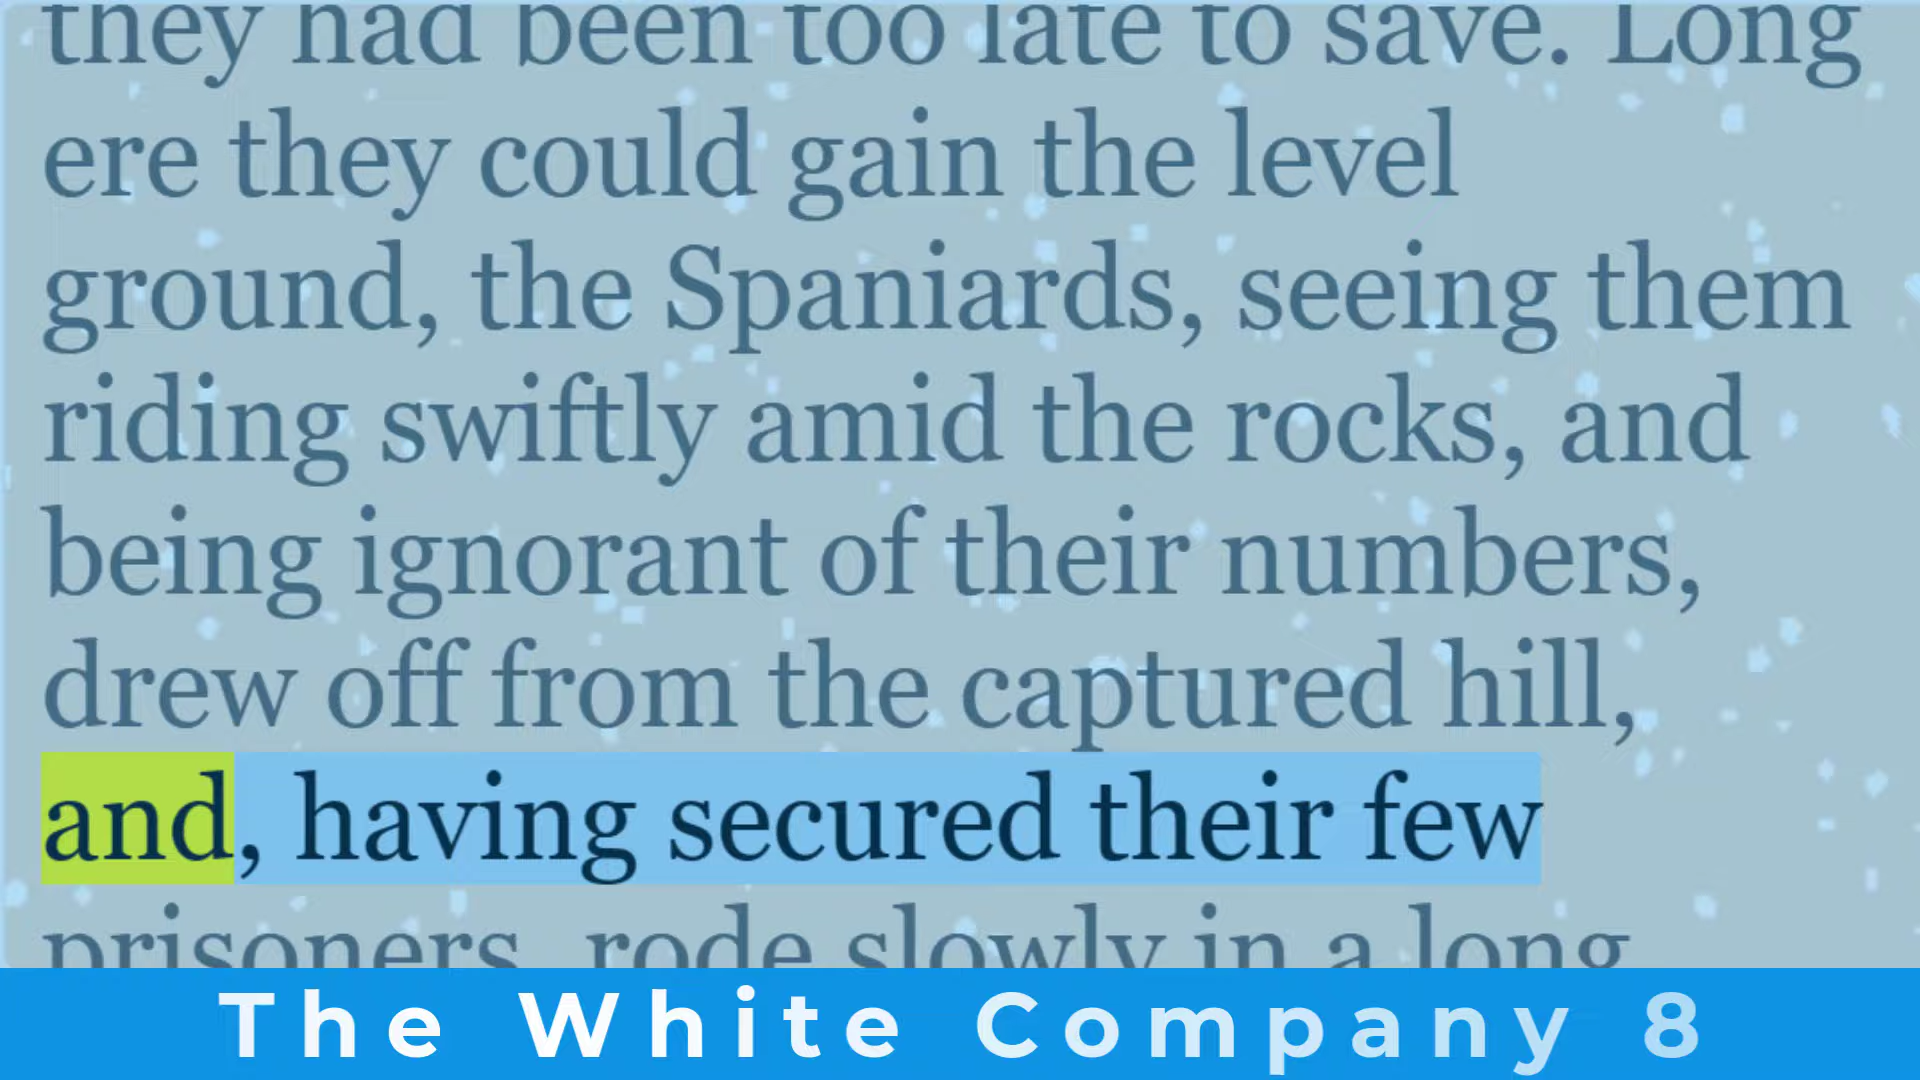 they had been too late to save. Long
ere they could gain the level
ground, the Spaniards, seeing them
riding swiftly amid the rocks, and
being ignorant of their numbers,
drew off from the captured hill,
and, having secured their few
prisoners, rode slowly in a long
The White Company 8